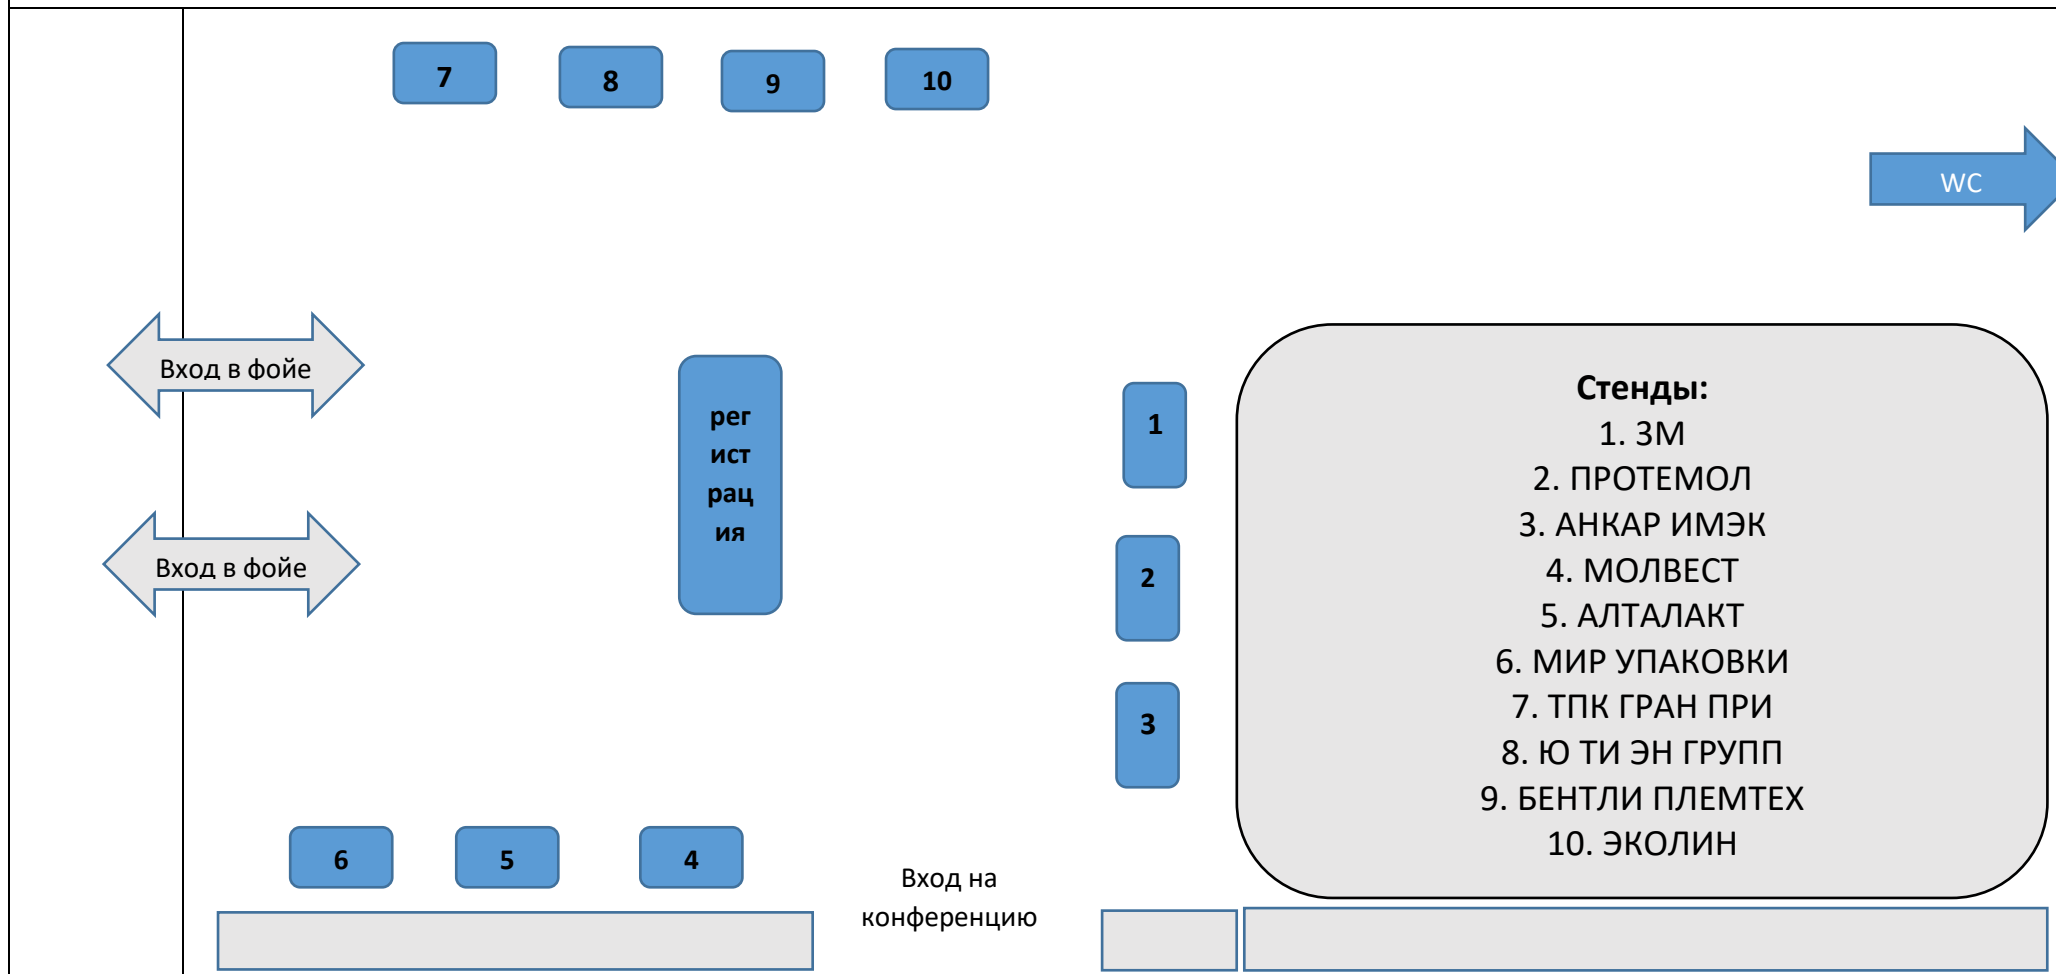 7
8
9
10
WC
Вход в фойе
рег
ист
рац
ия
1
Стенды:
1. 3М
2. ПРОТЕМОЛ
3. АНКАР ИМЭК
4. МОЛВЕСТ
5. АЛТАЛАКТ
6. МИР УПАКОВКИ
7. ТПК ГРАН ПРИ
8. Ю ТИ ЭН ГРУПП
9. БЕНТЛИ ПЛЕМТЕХ
10. ЭКОЛИН
Вход в фойе
2
3
6
5
4
Вход на
конференцию